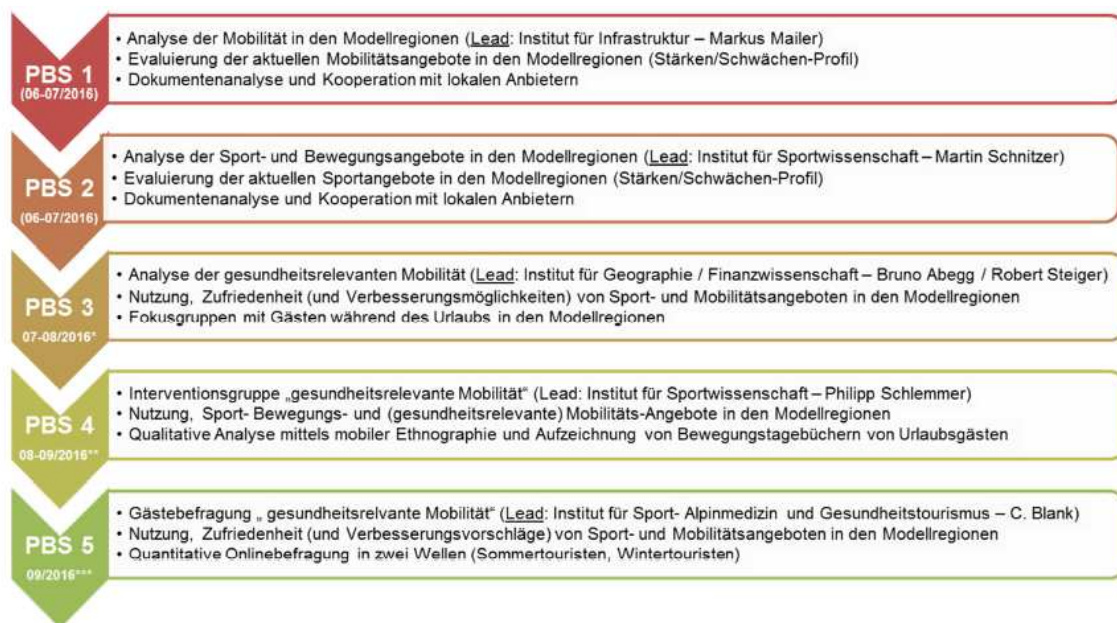 PBS 1
(06-07/2016)
• Analyse der Mobilität in den Modellregionen (Lead: Institut für Infrastruktur – Markus Mailer)
• Evaluierung der aktuellen Mobilitätsangebote in den Modellregionen (Stärken/Schwächen-Profil)
• Dokumentenanalyse und Kooperation mit lokalen Anbietern
PBS 2
(06-07/2016)
• Analyse der Sport- und Bewegungsangebote in den Modellregionen (Lead: Institut für Sportwissenschaft – Martin Schnitzer)
• Evaluierung der aktuellen Sportangebote in den Modellregionen (Stärken/Schwächen-Profil)
• Dokumentenanalyse und Kooperation mit lokalen Anbietern
PBS 3
07-08/2016*
• Analyse der gesundheitsrelevanten Mobilität (Lead: Institut für Geographie / Finanzwissenschaft – Bruno Abegg / Robert Steiger)
• Nutzung, Zufriedenheit (und Verbesserungsmöglichkeiten) von Sport- und Mobilitätsangeboten in den Modellregionen
• Fokusgruppen mit Gästen während des Urlaubs in den Modellregionen
PBS 4
08-09/2016**
• Interventionsgruppe „gesundheitsrelevante Mobilität“ (Lead: Institut für Sportwissenschaft – Philipp Schlemmer)
• Nutzung, Sport- Bewegungs- und (gesundheitsrelevante) Mobilitäts-Angebote in den Modellregionen
• Qualitative Analyse mittels mobiler Ethnographie und Aufzeichnung von Bewegungstagebüchern von Urlaubsgästen
PBS 5
09/2016***
• Gästebefragung „ gesundheitsrelvante Mobilität“ (Lead: Institut für Sport- Alpinmedizin und Gesundheitstourismus – C. Blank)
• Nutzung, Zufriedenheit (und Verbesserungsvorschläge) von Sport- und Mobilitätsangeboten in den Modellregionen
• Quantitative Onlinebefragung in zwei Wellen (Sommertouristen, Wintertouristen)